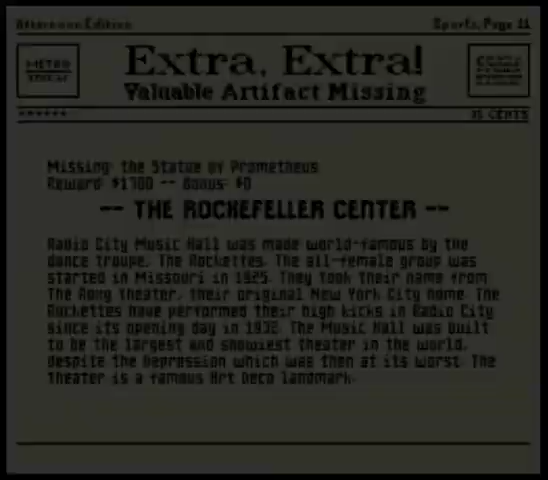 Afternoon Edition
Sports, Page 11
METRO
Extra, Extra!
Valuable Artifact Missing
35 CENTS
Missing: the Statue of Prometheus
Reward: $1700 -- Bonus: $0
-- THE ROCKEFELLER CENTER --
Radio City Music Hall was made world-famous by the
dance troupe, The Rockettes. The all-female group was
started in Missouri in 1925. They took their name from
The Roxy theater, their original New York City home. The
Rockettes have performed their high kicks in Radio City
since its opening day in 1932. The Music Hall was built
to be the largest and showiest theater in the world,
despite the Depression which was then at its worst. The
theater is a famous Art Deco landmark.